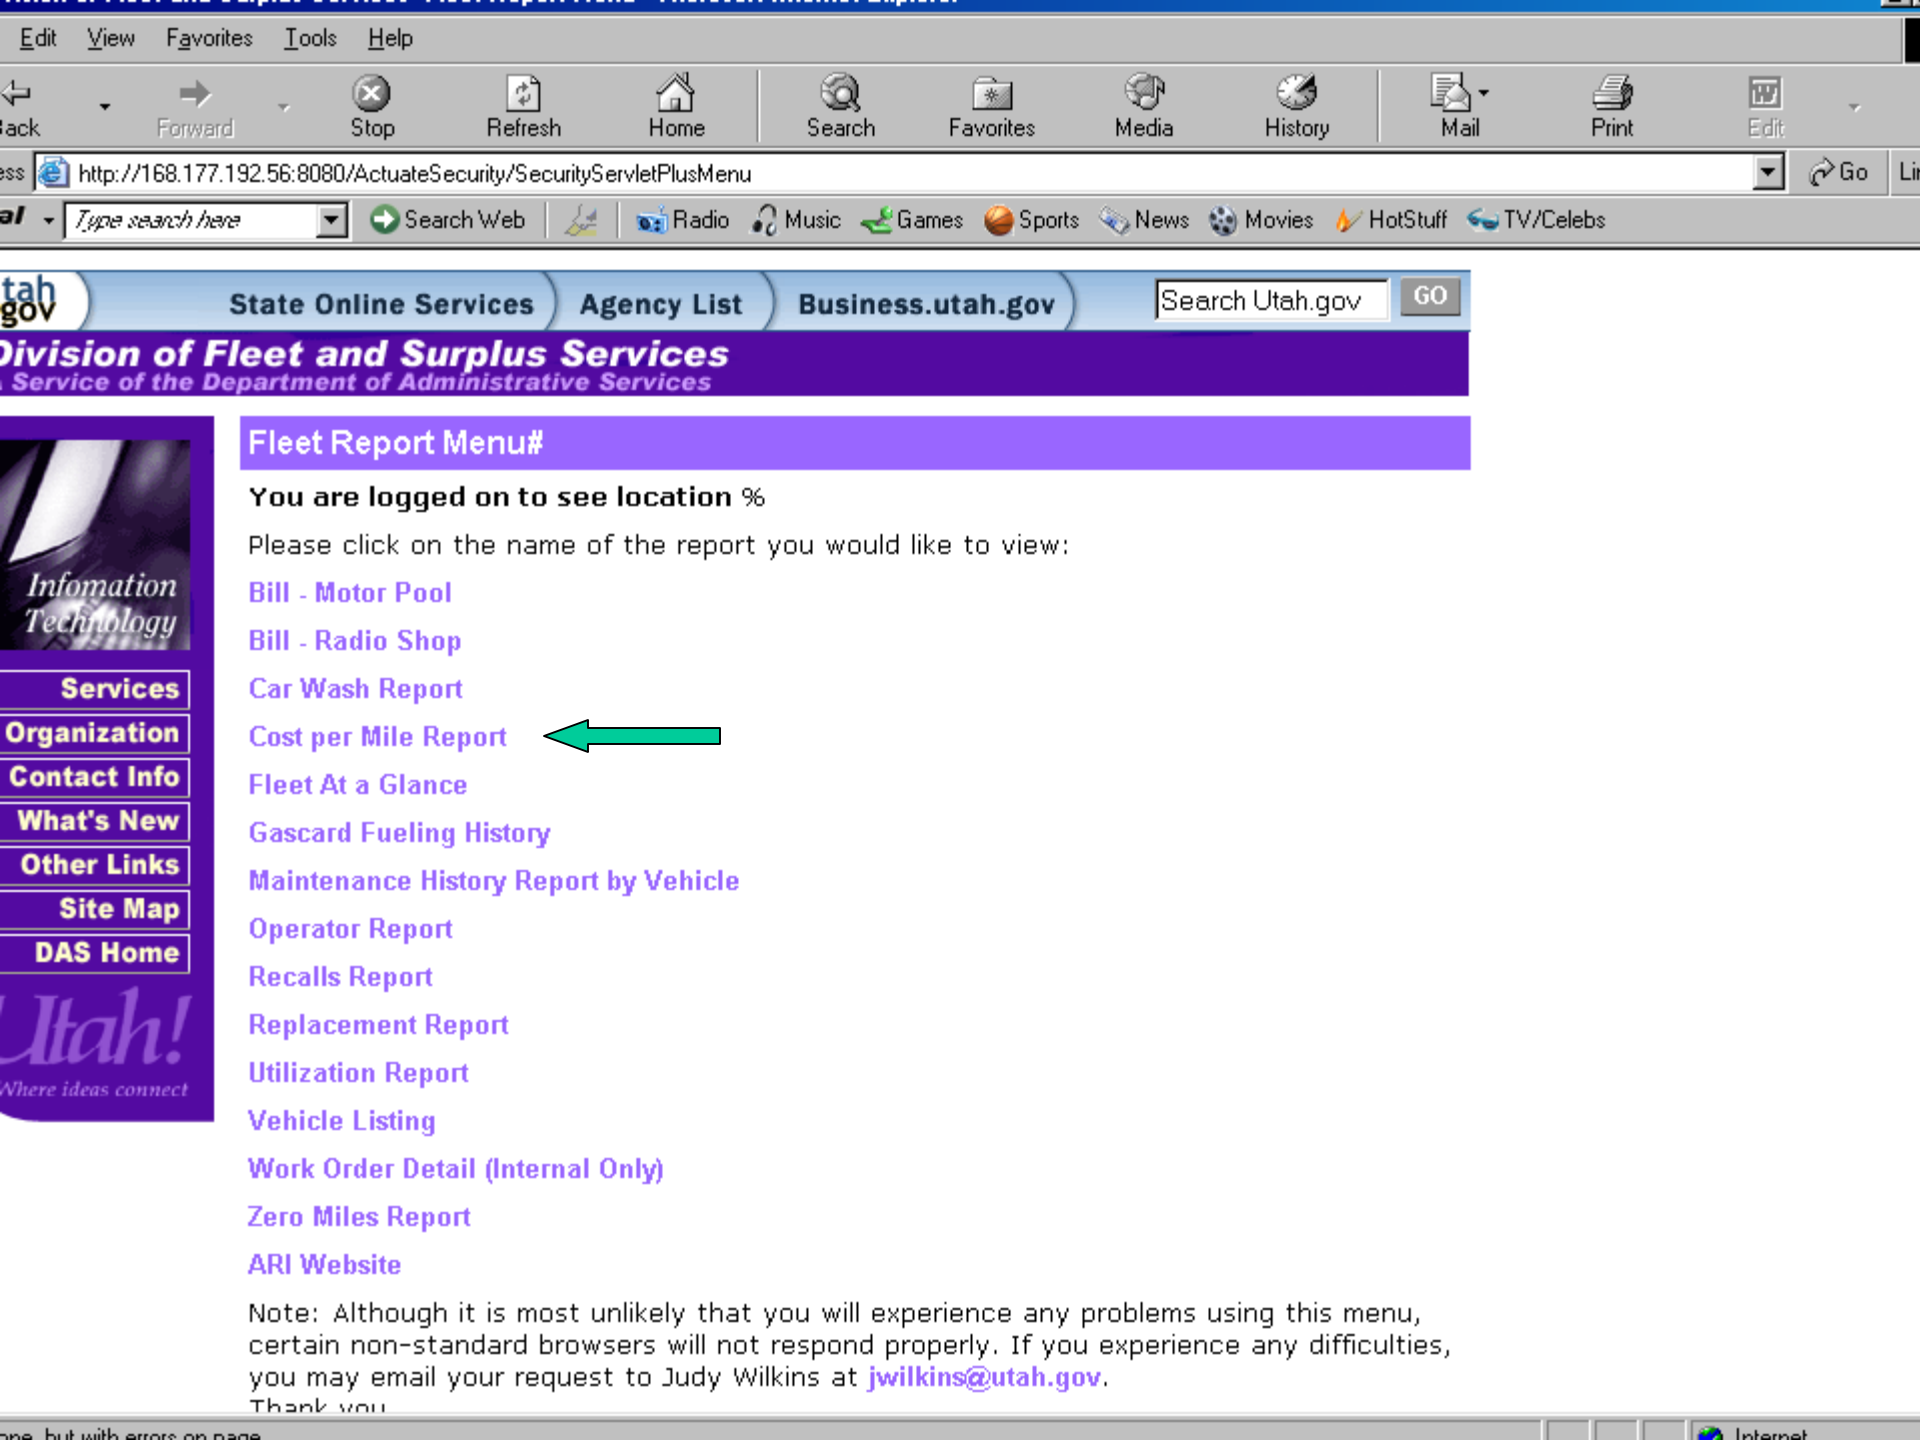 Edit View Favorites Tools Help
Forward Stop Refresh Home Search Favorites Media History Mail Print Edit
http://168.177.192.56:8080/ActuateSecurity/SecurityServletPlusMenu Go
Type search here Search Web Radio Music Games Sports News Movies HotStuff TV/Celebs
State Online Services Agency List Business.utah.gov Search Utah.gov GO
Division of Fleet and Surplus Services
A Service of the Department of Administrative Services
Infomation
Technology
Services
Organization
Contact Info
What's New
Other Links
Site Map
DAS Home
Utah!
Where ideas connect
Fleet Report Menu#
You are logged on to see location %
Please click on the name of the report you would like to view:
Bill - Motor Pool
Bill - Radio Shop
Car Wash Report
Cost per Mile Report
Fleet At a Glance
Gascard Fueling History
Maintenance History Report by Vehicle
Operator Report
Recalls Report
Replacement Report
Utilization Report
Vehicle Listing
Work Order Detail (Internal Only)
Zero Miles Report
ARI Website
Note: Although it is most unlikely that you will experience any problems using this menu,
certain non-standard browsers will not respond properly. If you experience any difficulties,
you may email your request to Judy Wilkins at jwilkins@utah.gov.
Thank you
but with errors on page Internet